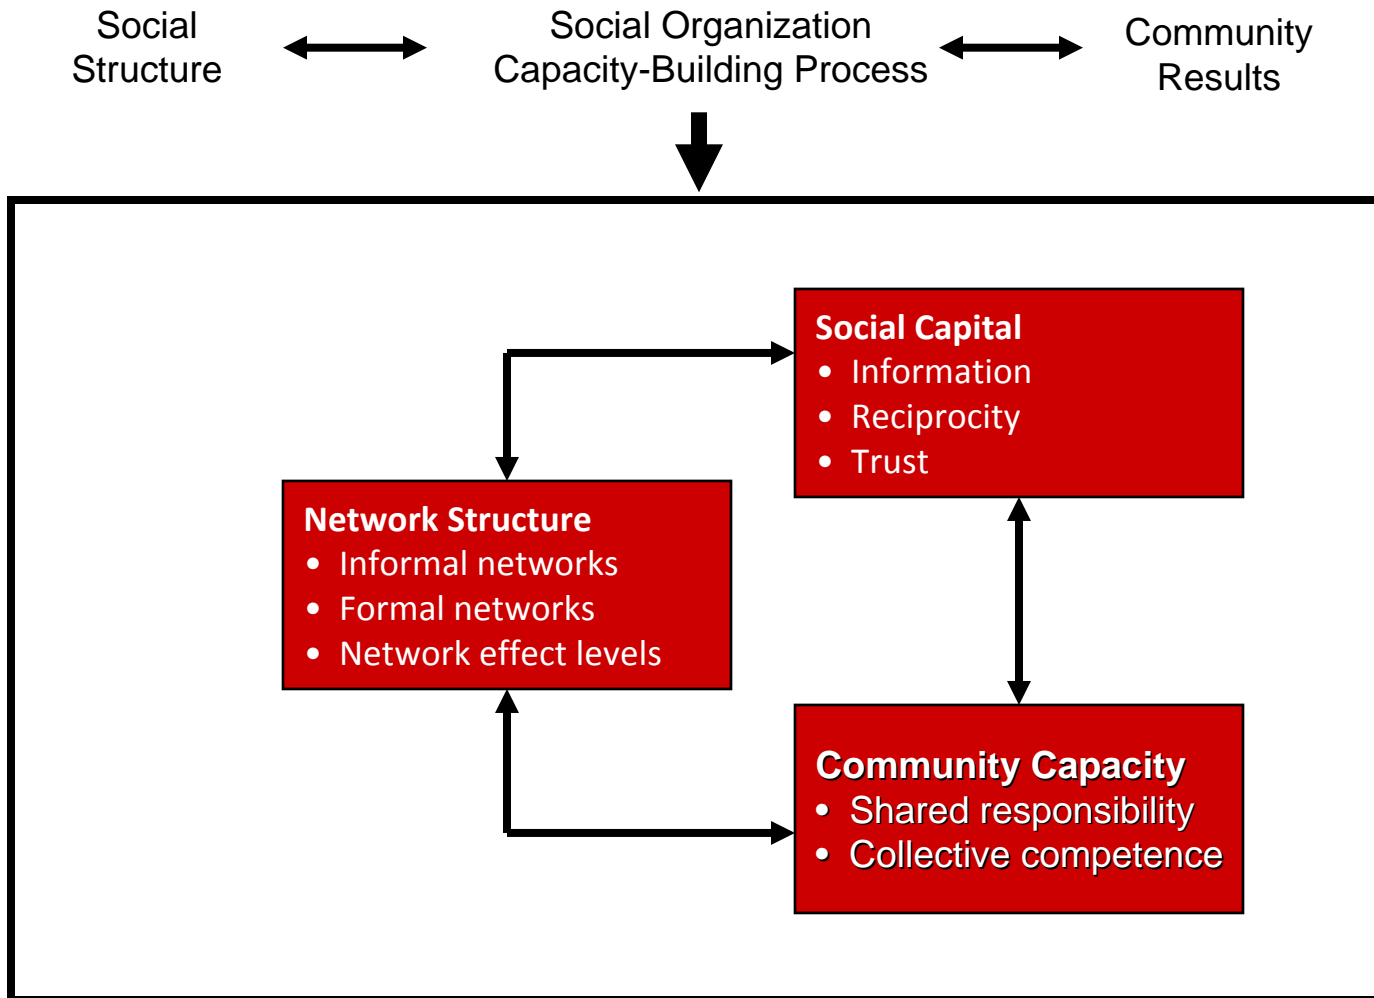 Social
Structure
Social Organization
Capacity-Building Process
Community
Results
Social Capital
• Information
• Reciprocity
• Trust
Network Structure
• Informal networks
• Formal networks
• Network effect levels
Community Capacity
• Shared responsibility
• Collective competence